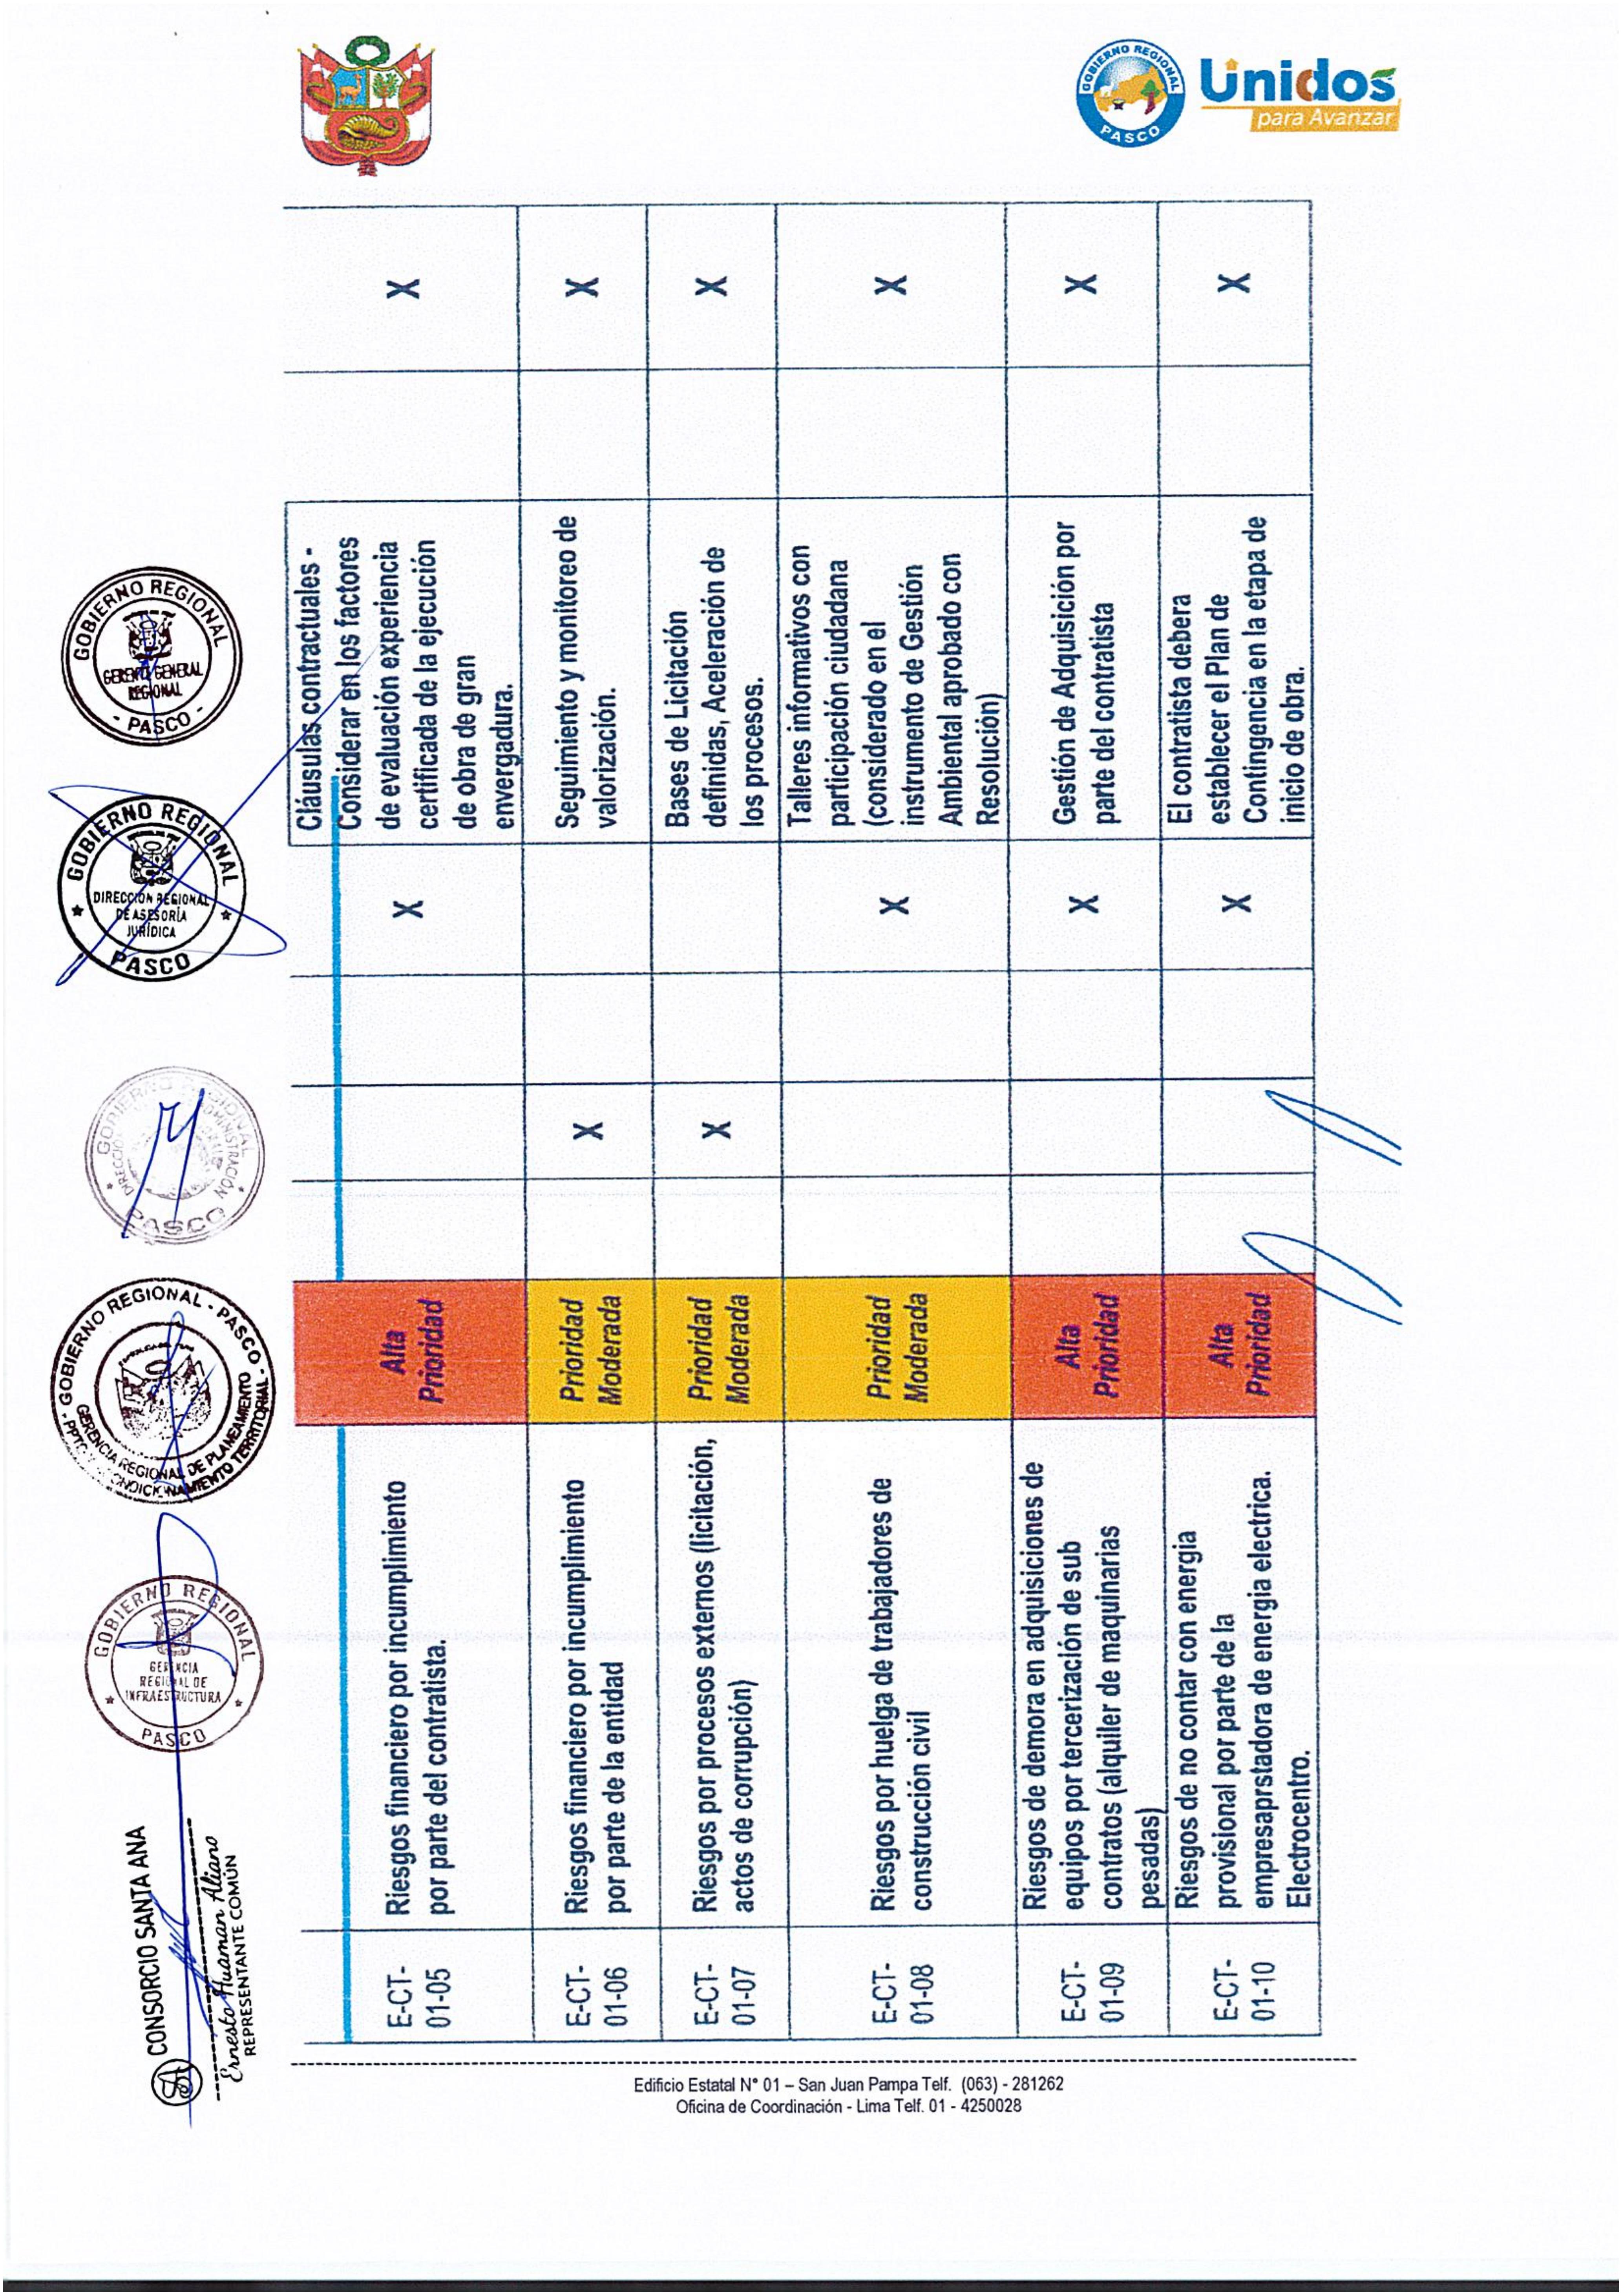 GOBIERNO REGIONAL
PASCO
Unidos
para Avanzar
E-CT-
01-05
Riesgos financiero por incumplimiento
por parte del contratista.
Alta
Prioridad
X
Cláusulas contractuales -
Considerar en los factores
de evaluación experiencia
certificada de la ejecución
de obra de gran
envergadura.
X
E-CT-
01-06
Riesgos financiero por incumplimiento
por parte de la entidad
Prioridad
Moderada
X
Seguimiento y monitoreo de
valorización.
X
E-CT-
01-07
Riesgos por procesos externos (licitación,
actos de corrupción)
Prioridad
Moderada
X
Bases de Licitación
definidas, Aceleración de
los procesos.
X
E-CT-
01-08
Riesgos por huelga de trabajadores de
construcción civil
Prioridad
Moderada
X
Talleres informativos con
participación ciudadana
(considerado en el
instrumento de Gestión
Ambiental aprobado con
Resolución)
X
E-CT-
01-09
Riesgos de demora en adquisiciones de
equipos por tercerización de sub
contratos (alquiler de maquinarias
pesadas)
Alta
Prioridad
X
Gestión de Adquisición por
parte del contratista
X
E-CT-
01-10
Riesgos de no contar con energia
provisional por parte de la
empresaprstadora de energia electrica.
Electrocentro.
Alta
Prioridad
X
El contratista debera
establecer el Plan de
Contingencia en la etapa de
inicio de obra.
X
SA CONSORCIO SANTA ANA
Ernesto Huaman Aliano
REPRESENTANTE COMÚN
GOBIERNO REGIONAL
GERENCIA
REGIONAL DE
INFRAESTRUCTURA
PASCO
GOBIERNO REGIONAL - PASCO -
GERENCIA REGIONAL DE PLANEAMIENTO
TERRITORIAL
GOBIERNO REGIONAL
ADMINISTRACIÓN
PASCO
GOBIERNO REGIONAL
DIRECCIÓN REGIONAL
DE ASESORÍA
JURÍDICA
PASCO
GOBIERNO REGIONAL
GERENTE GENERAL
REGIONAL
- PASCO -
Edificio Estatal N° 01 – San Juan Pampa Telf. (063) - 281262
Oficina de Coordinación - Lima Telf. 01 - 4250028